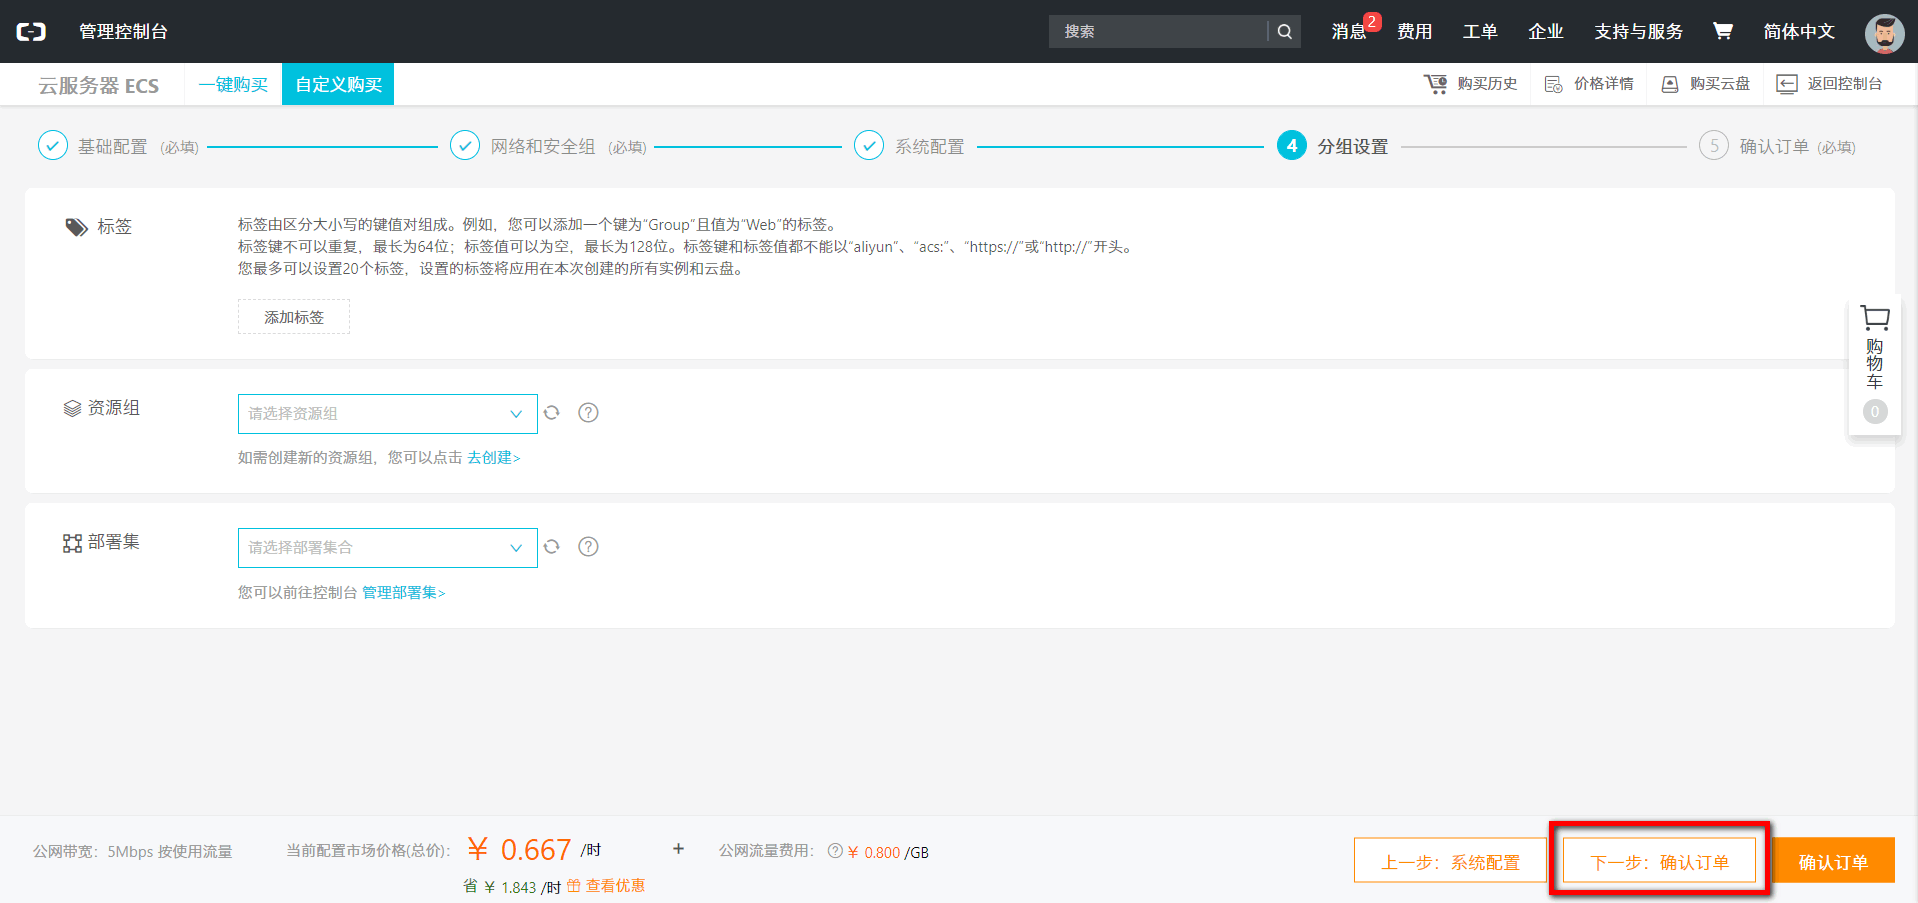 管理控制台
搜索
消息 2
费用
工单
企业
支持与服务
简体中文
云服务器 ECS
一键购买
自定义购买
购买历史
价格详情
购买云盘
返回控制台
基础配置 (必填)
网络和安全组 (必填)
系统配置
4 分组设置
5 确认订单 (必填)
标签
标签由区分大小写的键值对组成。例如，您可以添加一个键为“Group”且值为“Web”的标签。
标签键不可以重复，最长为64位；标签值可以为空，最长为128位。标签键和标签值都不能以“aliyun”、“acs:”、“https://”或“http://”开头。
您最多可以设置20个标签，设置的标签将应用在本次创建的所有实例和云盘。
添加标签
购物车
0
资源组
请选择资源组
?
如需创建新的资源组，您可以点击 去创建>
部署集
请选择部署集合
?
您可以前往控制台 管理部署集>
公网带宽：5Mbps 按使用流量
当前配置市场价格(总价)：¥ 0.667 /时
+
公网流量费用：? ¥ 0.800 /GB
省 ¥ 1.843 /时 查看优惠
上一步：系统配置
下一步：确认订单
确认订单